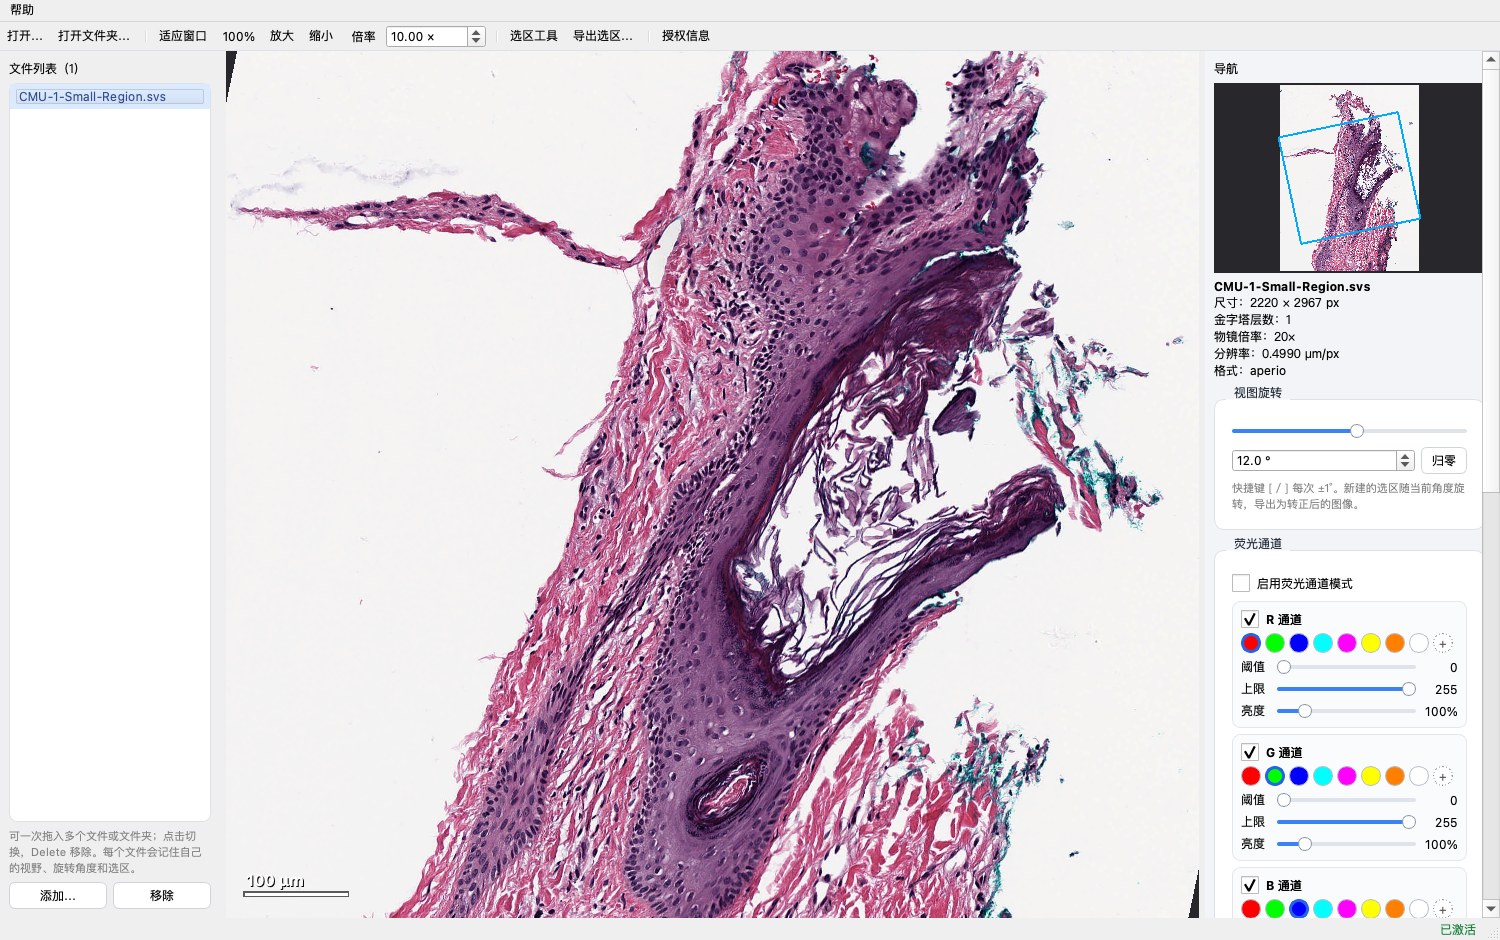 帮助
打开... 打开文件夹... 适应窗口 100% 放大 缩小 倍率 10.00 × 选区工具 导出选区... 授权信息
文件列表 (1)
CMU-1-Small-Region.svs
可一次拖入多个文件或文件夹；点击切
换，Delete 移除。每个文件会记住自己
的视野、旋转角度和选区。
添加... 移除
100 µm
导航
CMU-1-Small-Region.svs
尺寸：2220 × 2967 px
金字塔层数：1
物镜倍率：20×
分辨率：0.4990 µm/px
格式：aperio
视图旋转
12.0 ° 归零
快捷键 [ / ] 每次 ±1°。新建的选区随当前角度旋
转，导出为转正后的图像。
荧光通道
启用荧光通道模式
R 通道
+
阈值 0
上限 255
亮度 100%
G 通道
+
阈值 0
上限 255
亮度 100%
B 通道
+
已激活